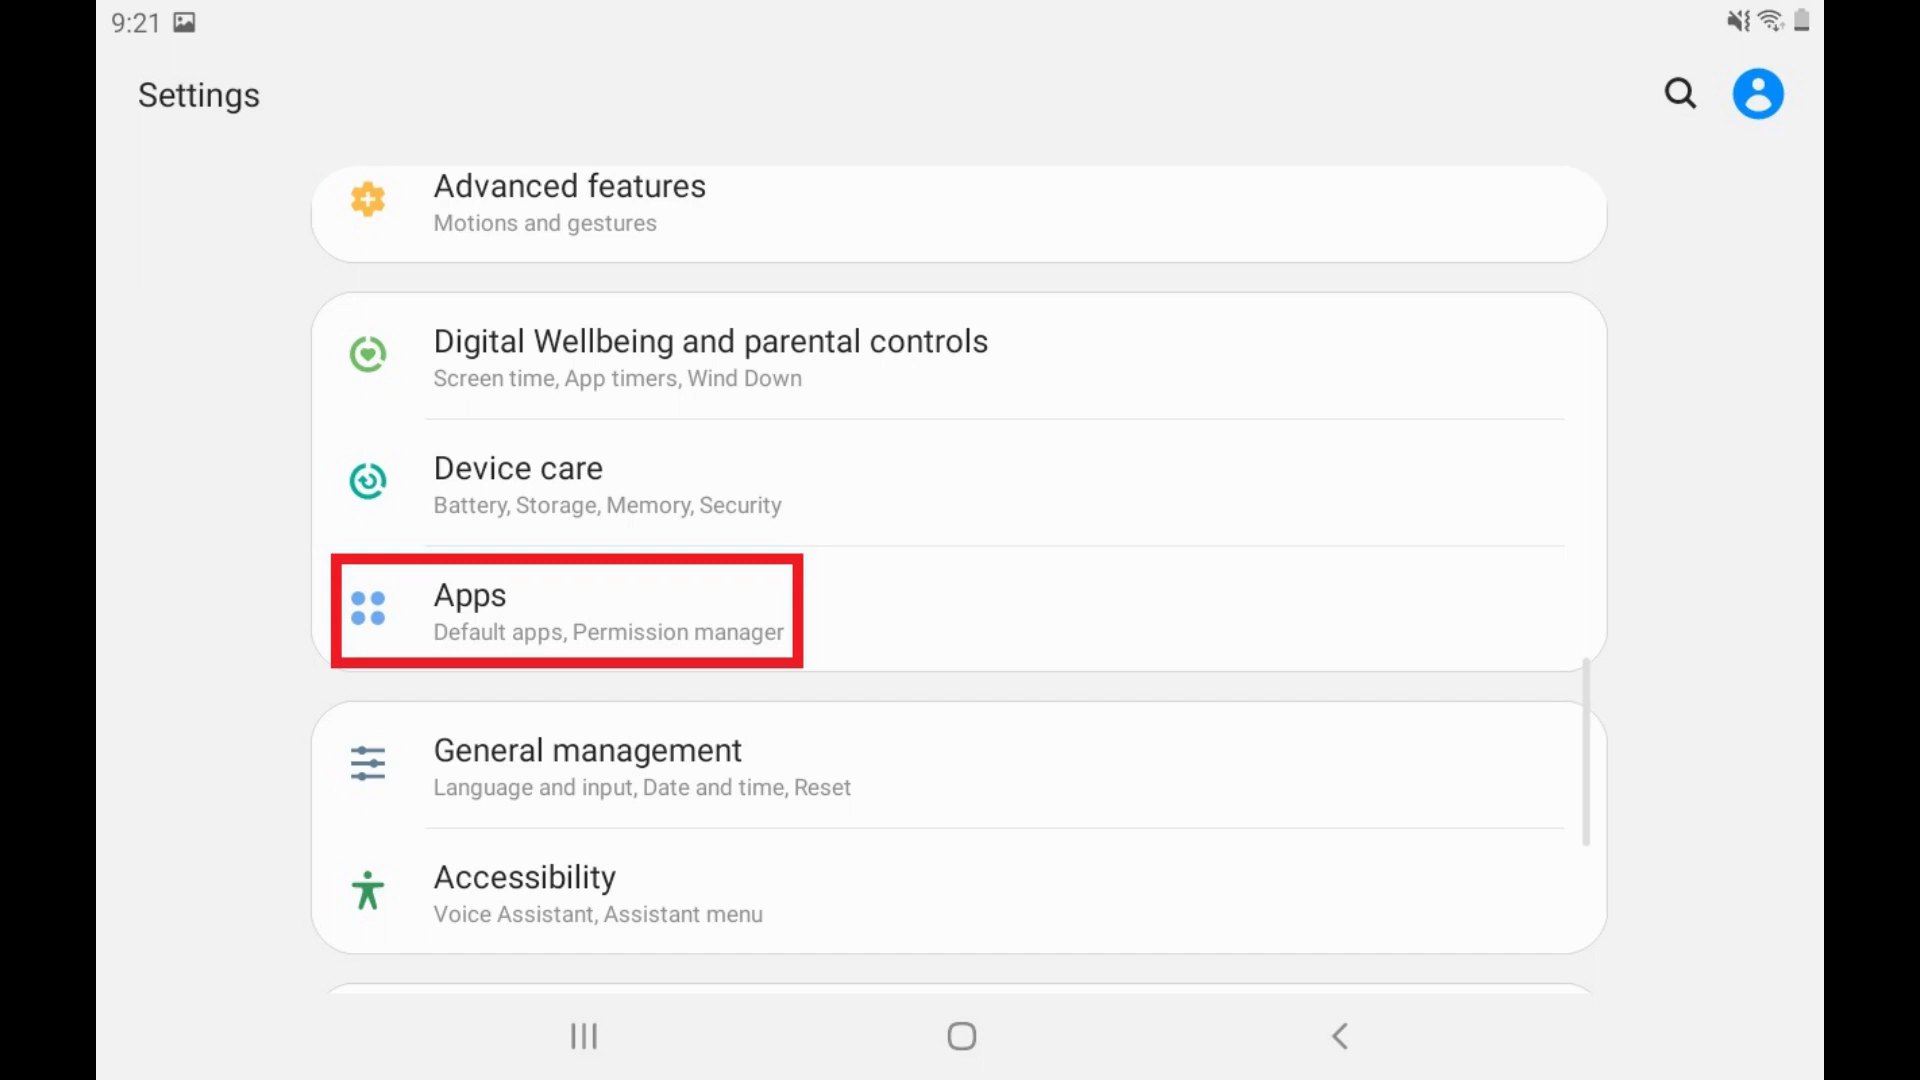 9:21
Settings
Advanced features
Motions and gestures
Digital Wellbeing and parental controls
Screen time, App timers, Wind Down
Device care
Battery, Storage, Memory, Security
Apps
Default apps, Permission manager
General management
Language and input, Date and time, Reset
Accessibility
Voice Assistant, Assistant menu